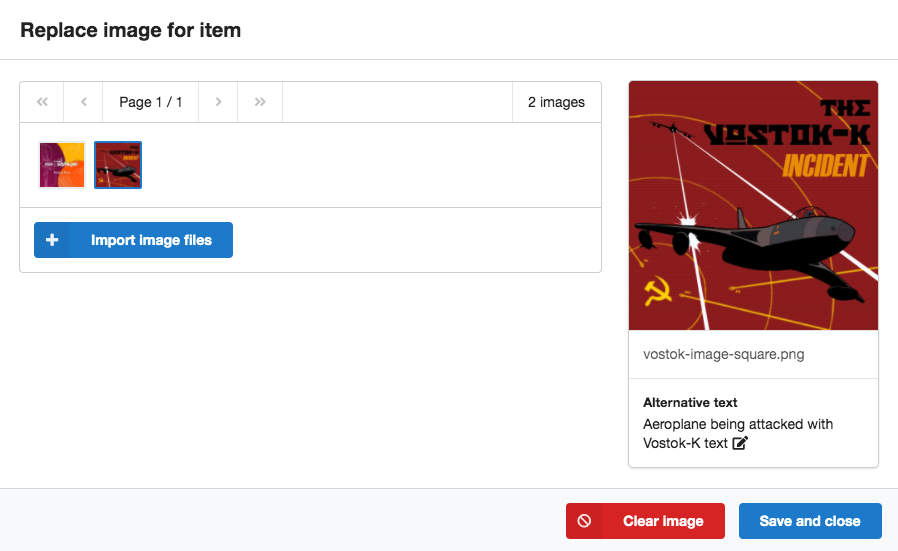 Replace image for item
Page 1 / 1
2 images
Import image files
THE
VOSTOK-K
INCIDENT
vostok-image-square.png
Alternative text
Aeroplane being attacked with
Vostok-K text
Clear image
Save and close